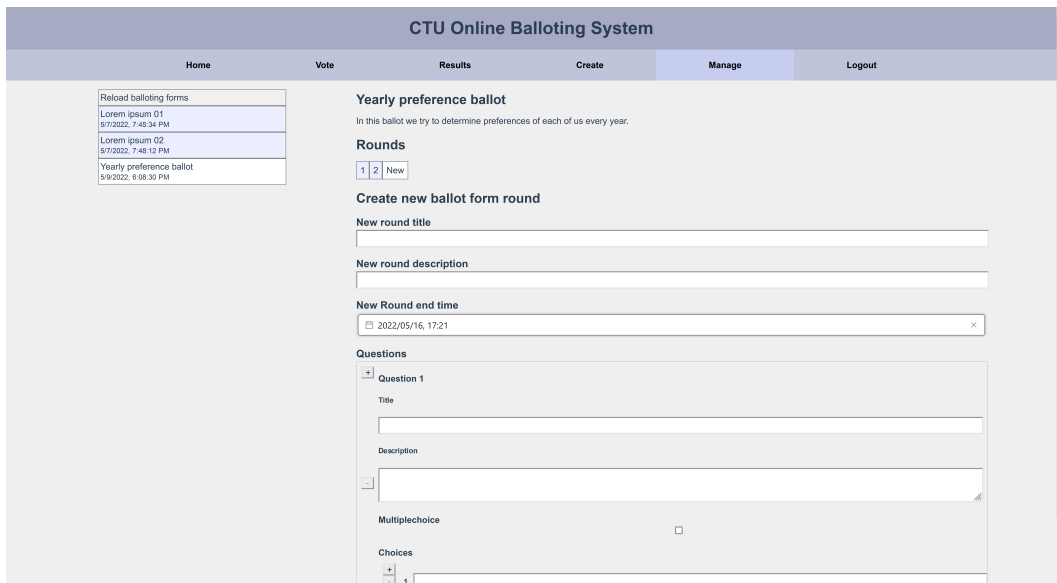 CTU Online Balloting System
Home Vote Results Create Manage Logout
Reload balloting forms
Lorem ipsum 01
5/7/2022, 7:45:34 PM
Lorem ipsum 02
5/7/2022, 7:48:12 PM
Yearly preference ballot
5/9/2022, 6:08:30 PM
Yearly preference ballot
In this ballot we try to determine preferences of each of us every year.
Rounds
1 2 New
Create new ballot form round
New round title
New round description
New Round end time
2022/05/16, 17:21 ×
Questions
+
Question 1
Title
Description
-
Multiplechoice
Choices
+
- 1